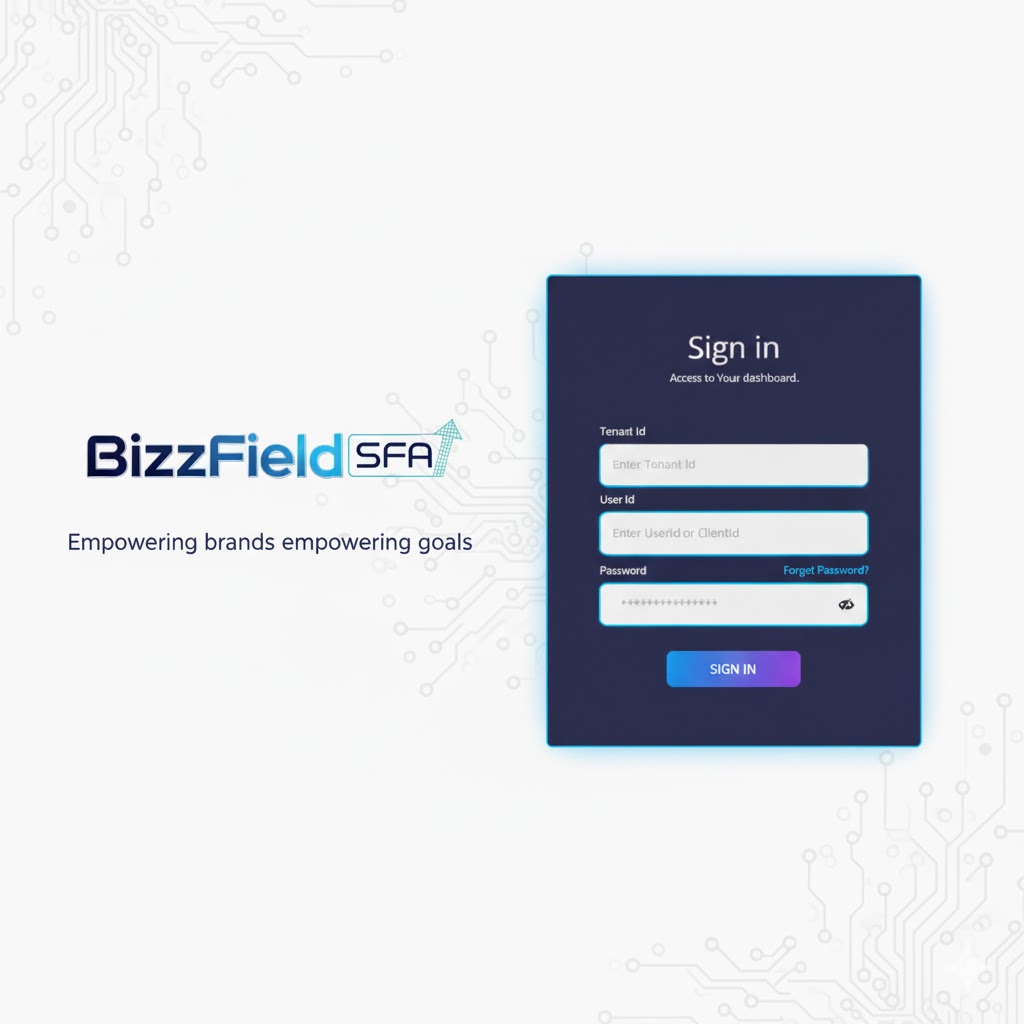 BizzField SFA
Empowering brands empowering goals
Sign in
Access to Your dashboard.
Tenant Id
Enter Tonant Id
User Id
Enter UserId or ClientId
Password
Forget Password?
***************
SIGN IN